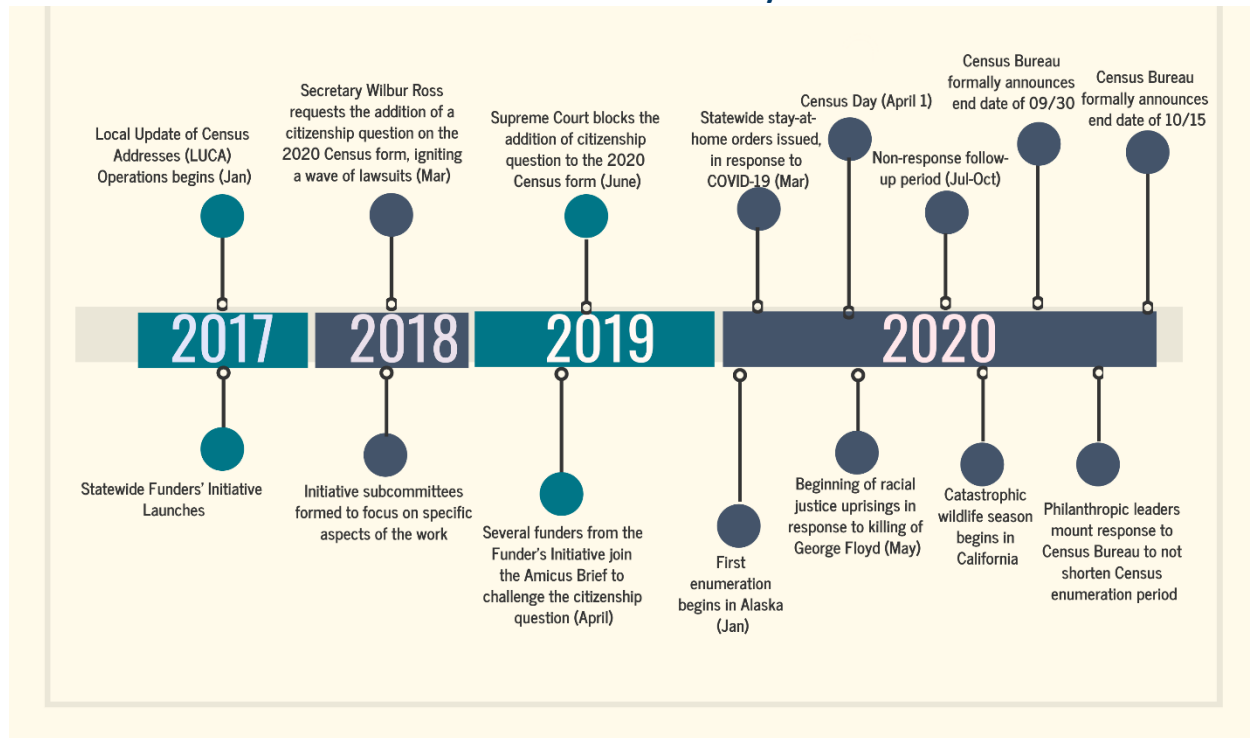 Local Update of Census
Addresses (LUCA)
Operations begins (Jan)
Secretary Wilbur Ross
requests the addition of a
citizenship question on the
2020 Census form, igniting
a wave of lawsuits (Mar)
Supreme Court blocks the
addition of citizenship
question to the 2020
Census form (June)
Statewide stay-at-
home orders issued,
in response to
COVID-19 (Mar)
Census Day (April 1)
Non-response follow-
up period (Jul-Oct)
Census Bureau
formally announces
end date of 09/30
Census Bureau
formally announces
end date of 10/15
2017
2018
2019
2020
Statewide Funders' Initiative
Launches
Initiative subcommittees
formed to focus on specific
aspects of the work
Several funders from the
Funder's Initiative join
the Amicus Brief to
challenge the citizenship
question (April)
First
enumeration
begins in Alaska
(Jan)
Beginning of racial
justice uprisings in
response to killing of
George Floyd (May)
Catastrophic
wildlife season
begins in
California
Philanthropic leaders
mount response to
Census Bureau to not
shorten Census
enumeration period